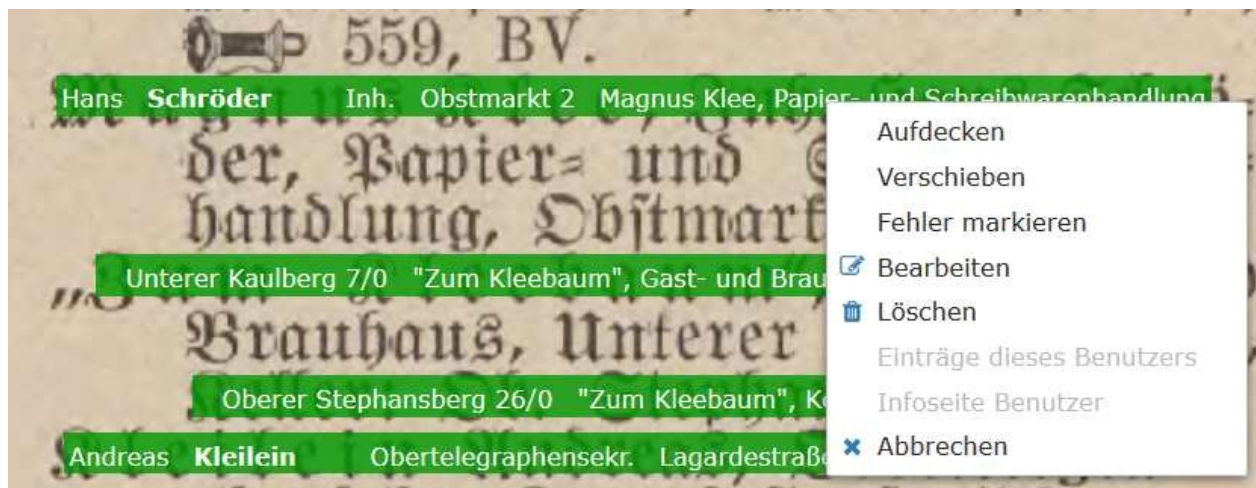 559, BV.
Hans Schröder Inh. Obstmarkt 2 Magnus Klee, Papier- und Schreibwarenhandlung
der, Papier= und
handlung, Obstmark
Unterer Kaulberg 7/0 "Zum Kleebaum", Gast- und Brau
Brauhaus, Unterer
Oberer Stephansberg 26/0 "Zum Kleebaum",
Andreas Kleilein Obertelegraphensekr. Lagardestraße
Aufdecken
Verschieben
Fehler markieren
Bearbeiten
Löschen
Einträge dieses Benutzers
Infoseite Benutzer
Abbrechen